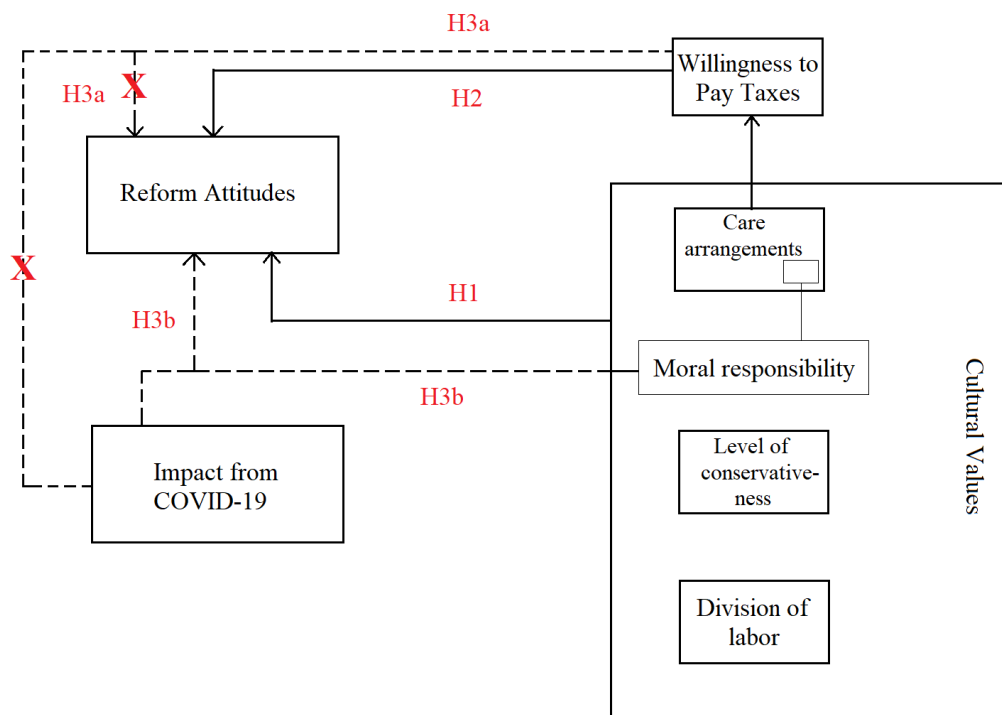 H3a
Willingness to
Pay Taxes
H3a
X
H2
Reform Attitudes
Care
arrangements
X
H1
H3b
Moral responsibility
H3b
Cultural Values
Level of
conservative-
ness
Impact from
COVID-19
Division of
labor